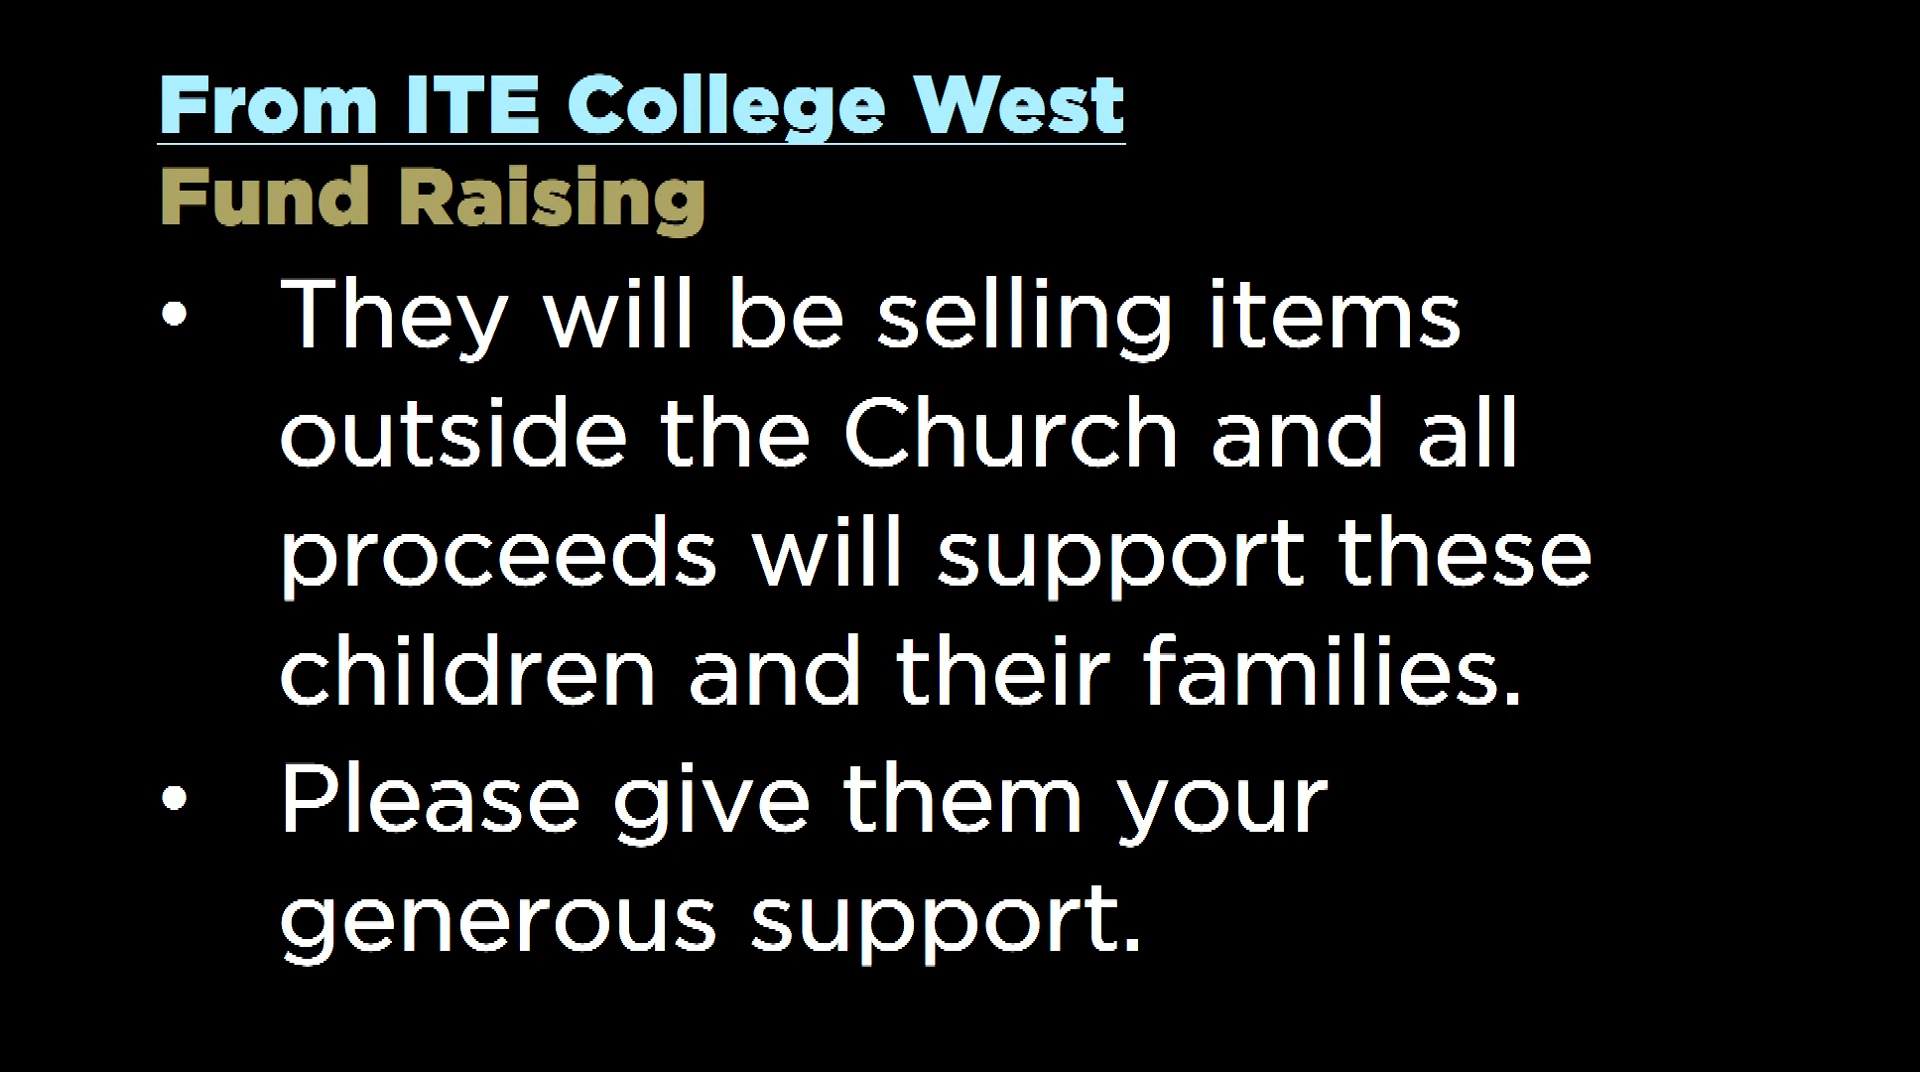 From ITE College West
Fund Raising
• They will be selling items
outside the Church and all
proceeds will support these
children and their families.
• Please give them your
generous support.